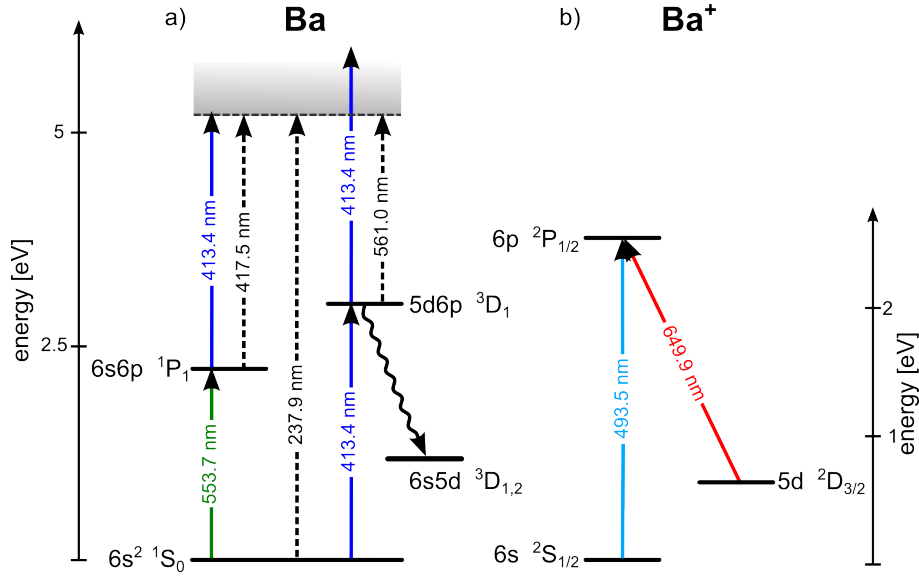 a)
Ba
b)
Ba⁺
energy [eV]
5
2.5
413.4 nm
417.5 nm
237.9 nm
413.4 nm
561.0 nm
5d6p ³D₁
6s6p ¹P₁
553.7 nm
413.4 nm
6s5d ³D₁,₂
6s² ¹S₀
6p ²P₁/₂
493.5 nm
649.9 nm
5d ²D₃/₂
6s ²S₁/₂
2
1
energy [eV]